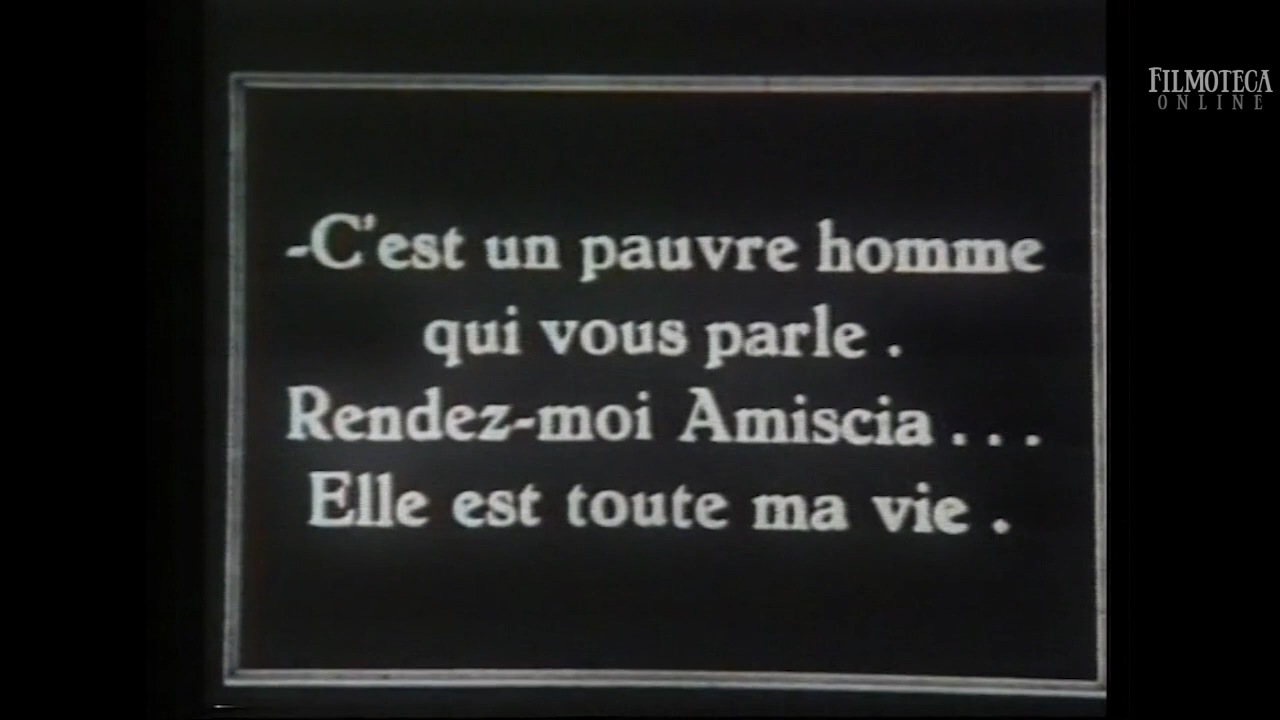 FILMOTECA
ONLINE
-C'est un pauvre homme
qui vous parle .
Rendez-moi Amiscia . . .
Elle est toute ma vie .